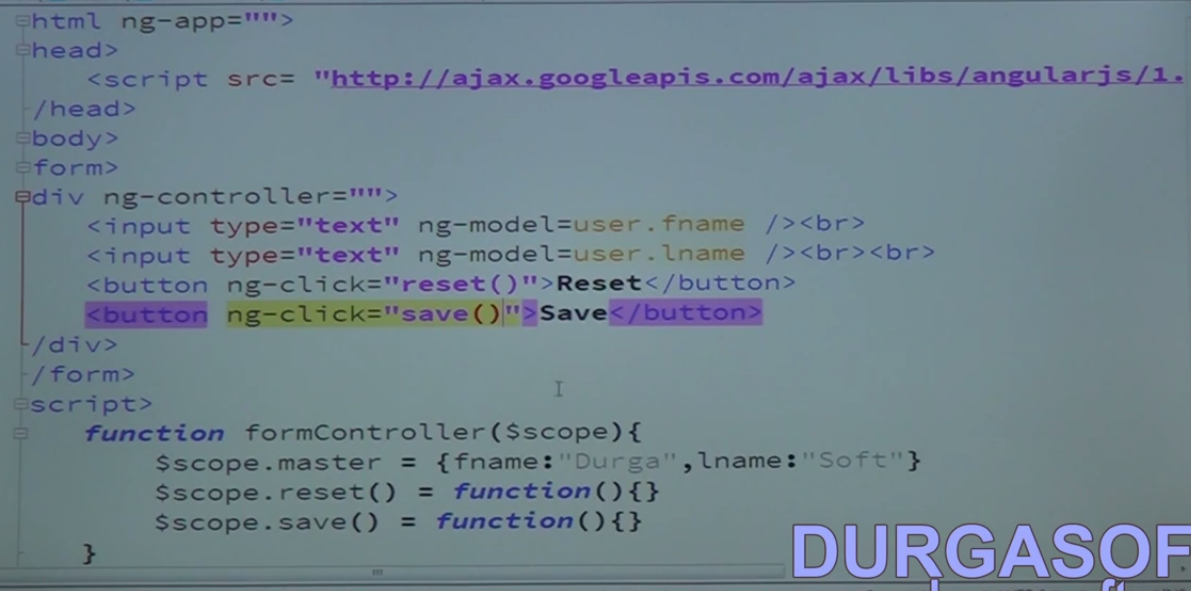 html ng-app="">
head>
<script src= "http://ajax.googleapis.com/ajax/libs/angularjs/1.
/head>
body>
form>
div ng-controller="">
<input type="text" ng-model=user.fname /><br>
<input type="text" ng-model=user.lname /><br><br>
<button ng-click="reset()">Reset</button>
<button ng-click="save()">Save</button>
/div>
/form>
script>
function formController($scope){
$scope.master = {fname:"Durga",lname:"Soft"}
$scope.reset() = function(){}
$scope.save() = function(){}
}
DURGASOF